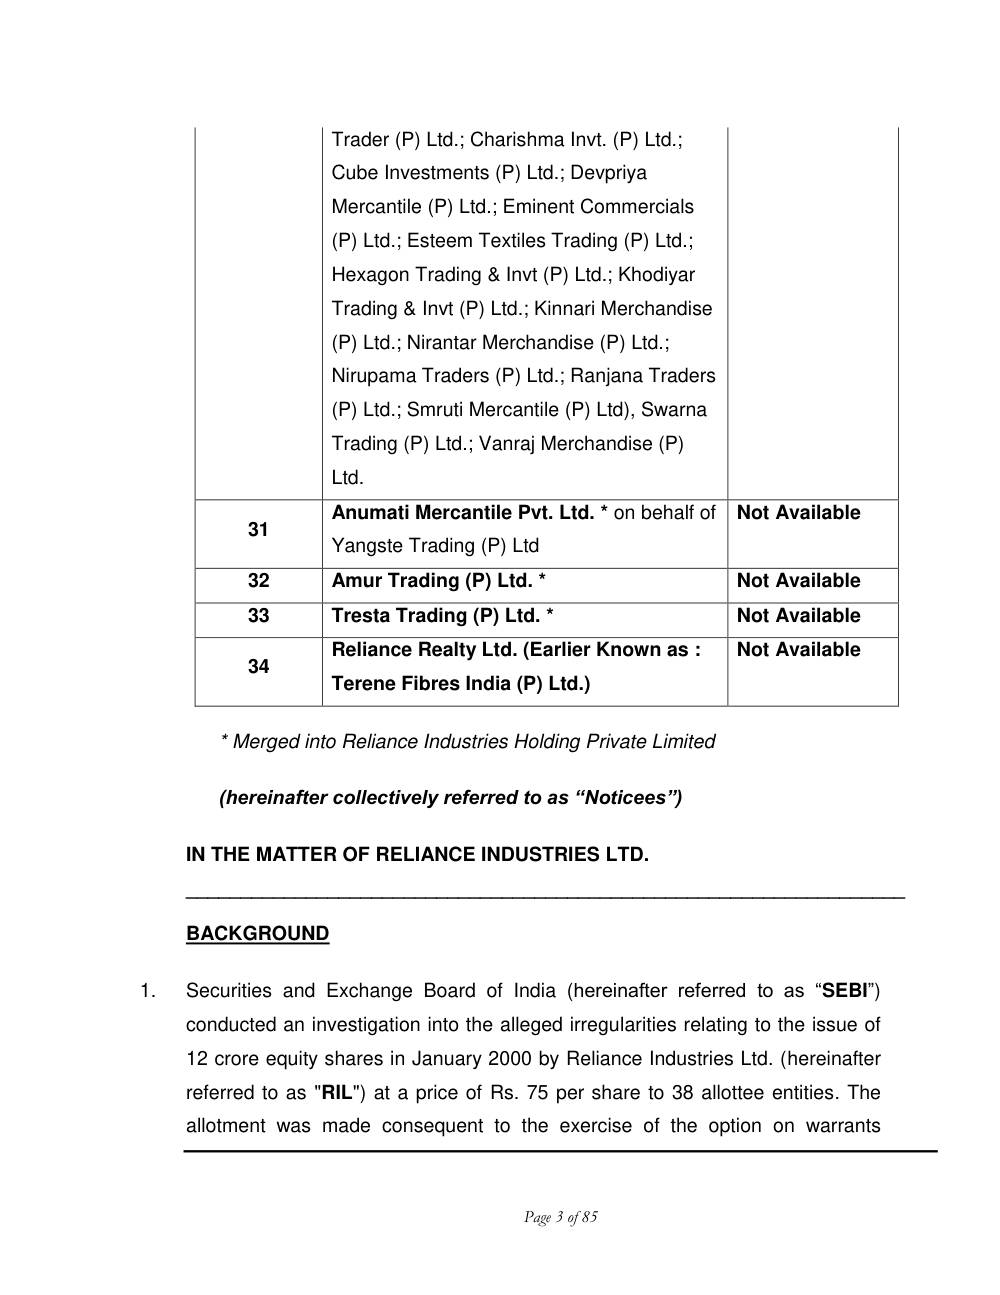 Trader (P) Ltd.; Charishma Invt. (P) Ltd.;
Cube Investments (P) Ltd.; Devpriya
Mercantile (P) Ltd.; Eminent Commercials
(P) Ltd.; Esteem Textiles Trading (P) Ltd.;
Hexagon Trading & Invt (P) Ltd.; Khodiyar
Trading & Invt (P) Ltd.; Kinnari Merchandise
(P) Ltd.; Nirantar Merchandise (P) Ltd.;
Nirupama Traders (P) Ltd.; Ranjana Traders
(P) Ltd.; Smruti Mercantile (P) Ltd), Swarna
Trading (P) Ltd.; Vanraj Merchandise (P)
Ltd.
31 Anumati Mercantile Pvt. Ltd. * on behalf of Not Available
Yangste Trading (P) Ltd
32 Amur Trading (P) Ltd. * Not Available
33 Tresta Trading (P) Ltd. * Not Available
34 Reliance Realty Ltd. (Earlier Known as : Not Available
Terene Fibres India (P) Ltd.)
* Merged into Reliance Industries Holding Private Limited
(hereinafter collectively referred to as “Noticees”)
IN THE MATTER OF RELIANCE INDUSTRIES LTD.
BACKGROUND
1. Securities and Exchange Board of India (hereinafter referred to as “SEBI”)
conducted an investigation into the alleged irregularities relating to the issue of
12 crore equity shares in January 2000 by Reliance Industries Ltd. (hereinafter
referred to as "RIL") at a price of Rs. 75 per share to 38 allottee entities. The
allotment was made consequent to the exercise of the option on warrants
Page 3 of 85